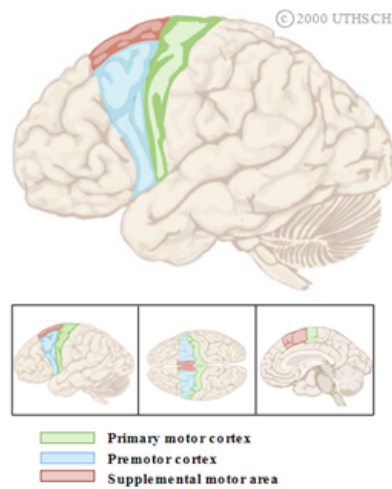 © 2000 UTHSCH
Primary motor cortex
Premotor cortex
Supplemental motor area